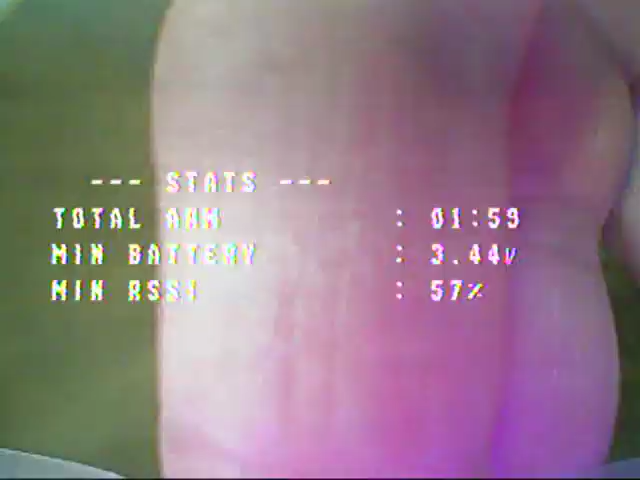 --- STATS ---
TOTAL ARM : 01:59
MIN BATTERY : 3.44V
MIN RSSI : 57%